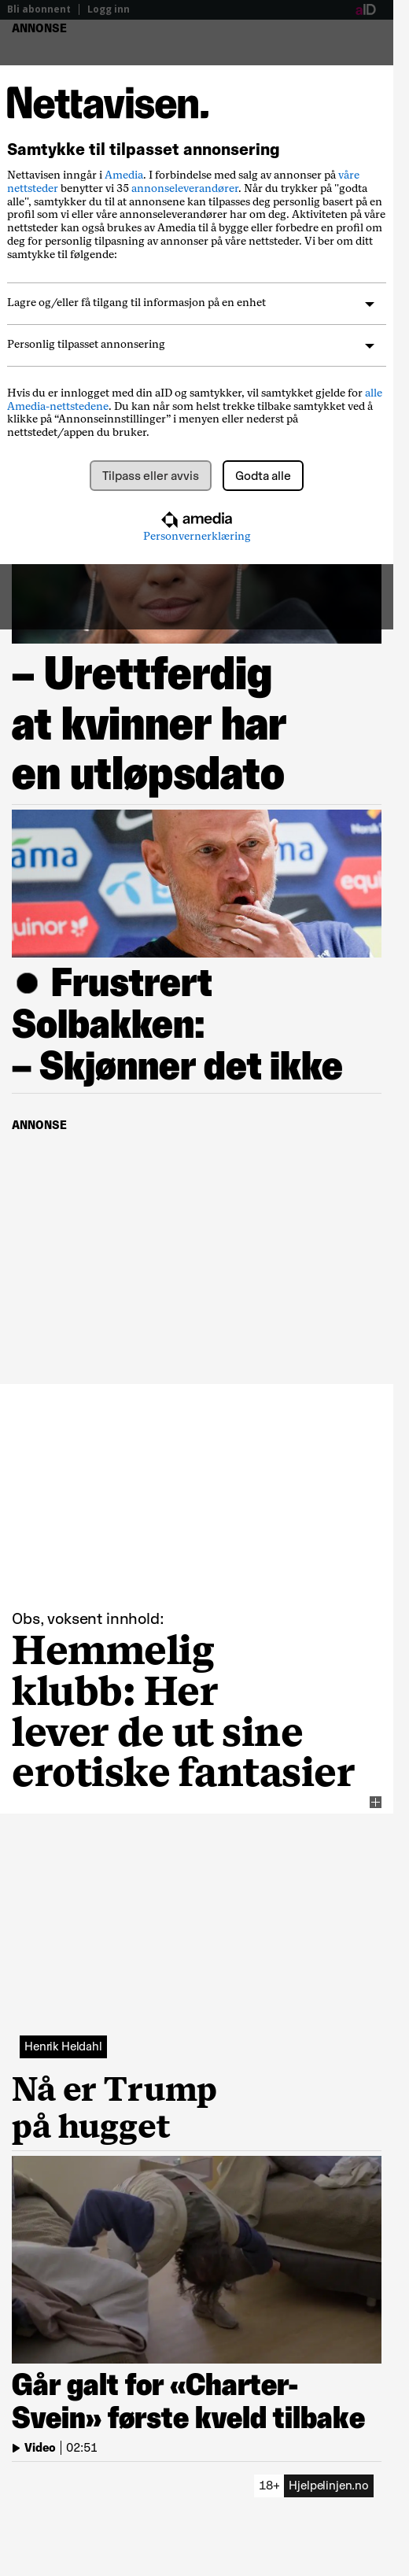 Bli abonnent | Logg inn
aID
ANNONSE
Nettavisen.
Samtykke til tilpasset annonsering
Nettavisen inngår i Amedia. I forbindelse med salg av annonser på våre
nettsteder benytter vi 35 annonseleverandører. Når du trykker på "godta
alle", samtykker du til at annonsene kan tilpasses deg personlig basert på en
profil som vi eller våre annonseleverandører har om deg. Aktiviteten på våre
nettsteder kan også brukes av Amedia til å bygge eller forbedre en profil om
deg for personlig tilpasning av annonser på våre nettsteder. Vi ber om ditt
samtykke til følgende:
Lagre og/eller få tilgang til informasjon på en enhet
Personlig tilpasset annonsering
Hvis du er innlogget med din aID og samtykker, vil samtykket gjelde for alle
Amedia-nettstedene. Du kan når som helst trekke tilbake samtykket ved å
klikke på “Annonseinnstillinger” i menyen eller nederst på
nettstedet/appen du bruker.
Tilpass eller avvis
Godta alle
amedia
Personvernerklæring
– Urettferdig
at kvinner har
en utløpsdato
ama
equi
quinor
● Frustrert
Solbakken:
– Skjønner det ikke
ANNONSE
Obs, voksent innhold:
Hemmelig
klubb: Her
lever de ut sine
erotiske fantasier
Henrik Heldahl
Nå er Trump
på hugget
Går galt for «Charter-
Svein» første kveld tilbake
Video | 02:51
18+ Hjelpelinjen.no